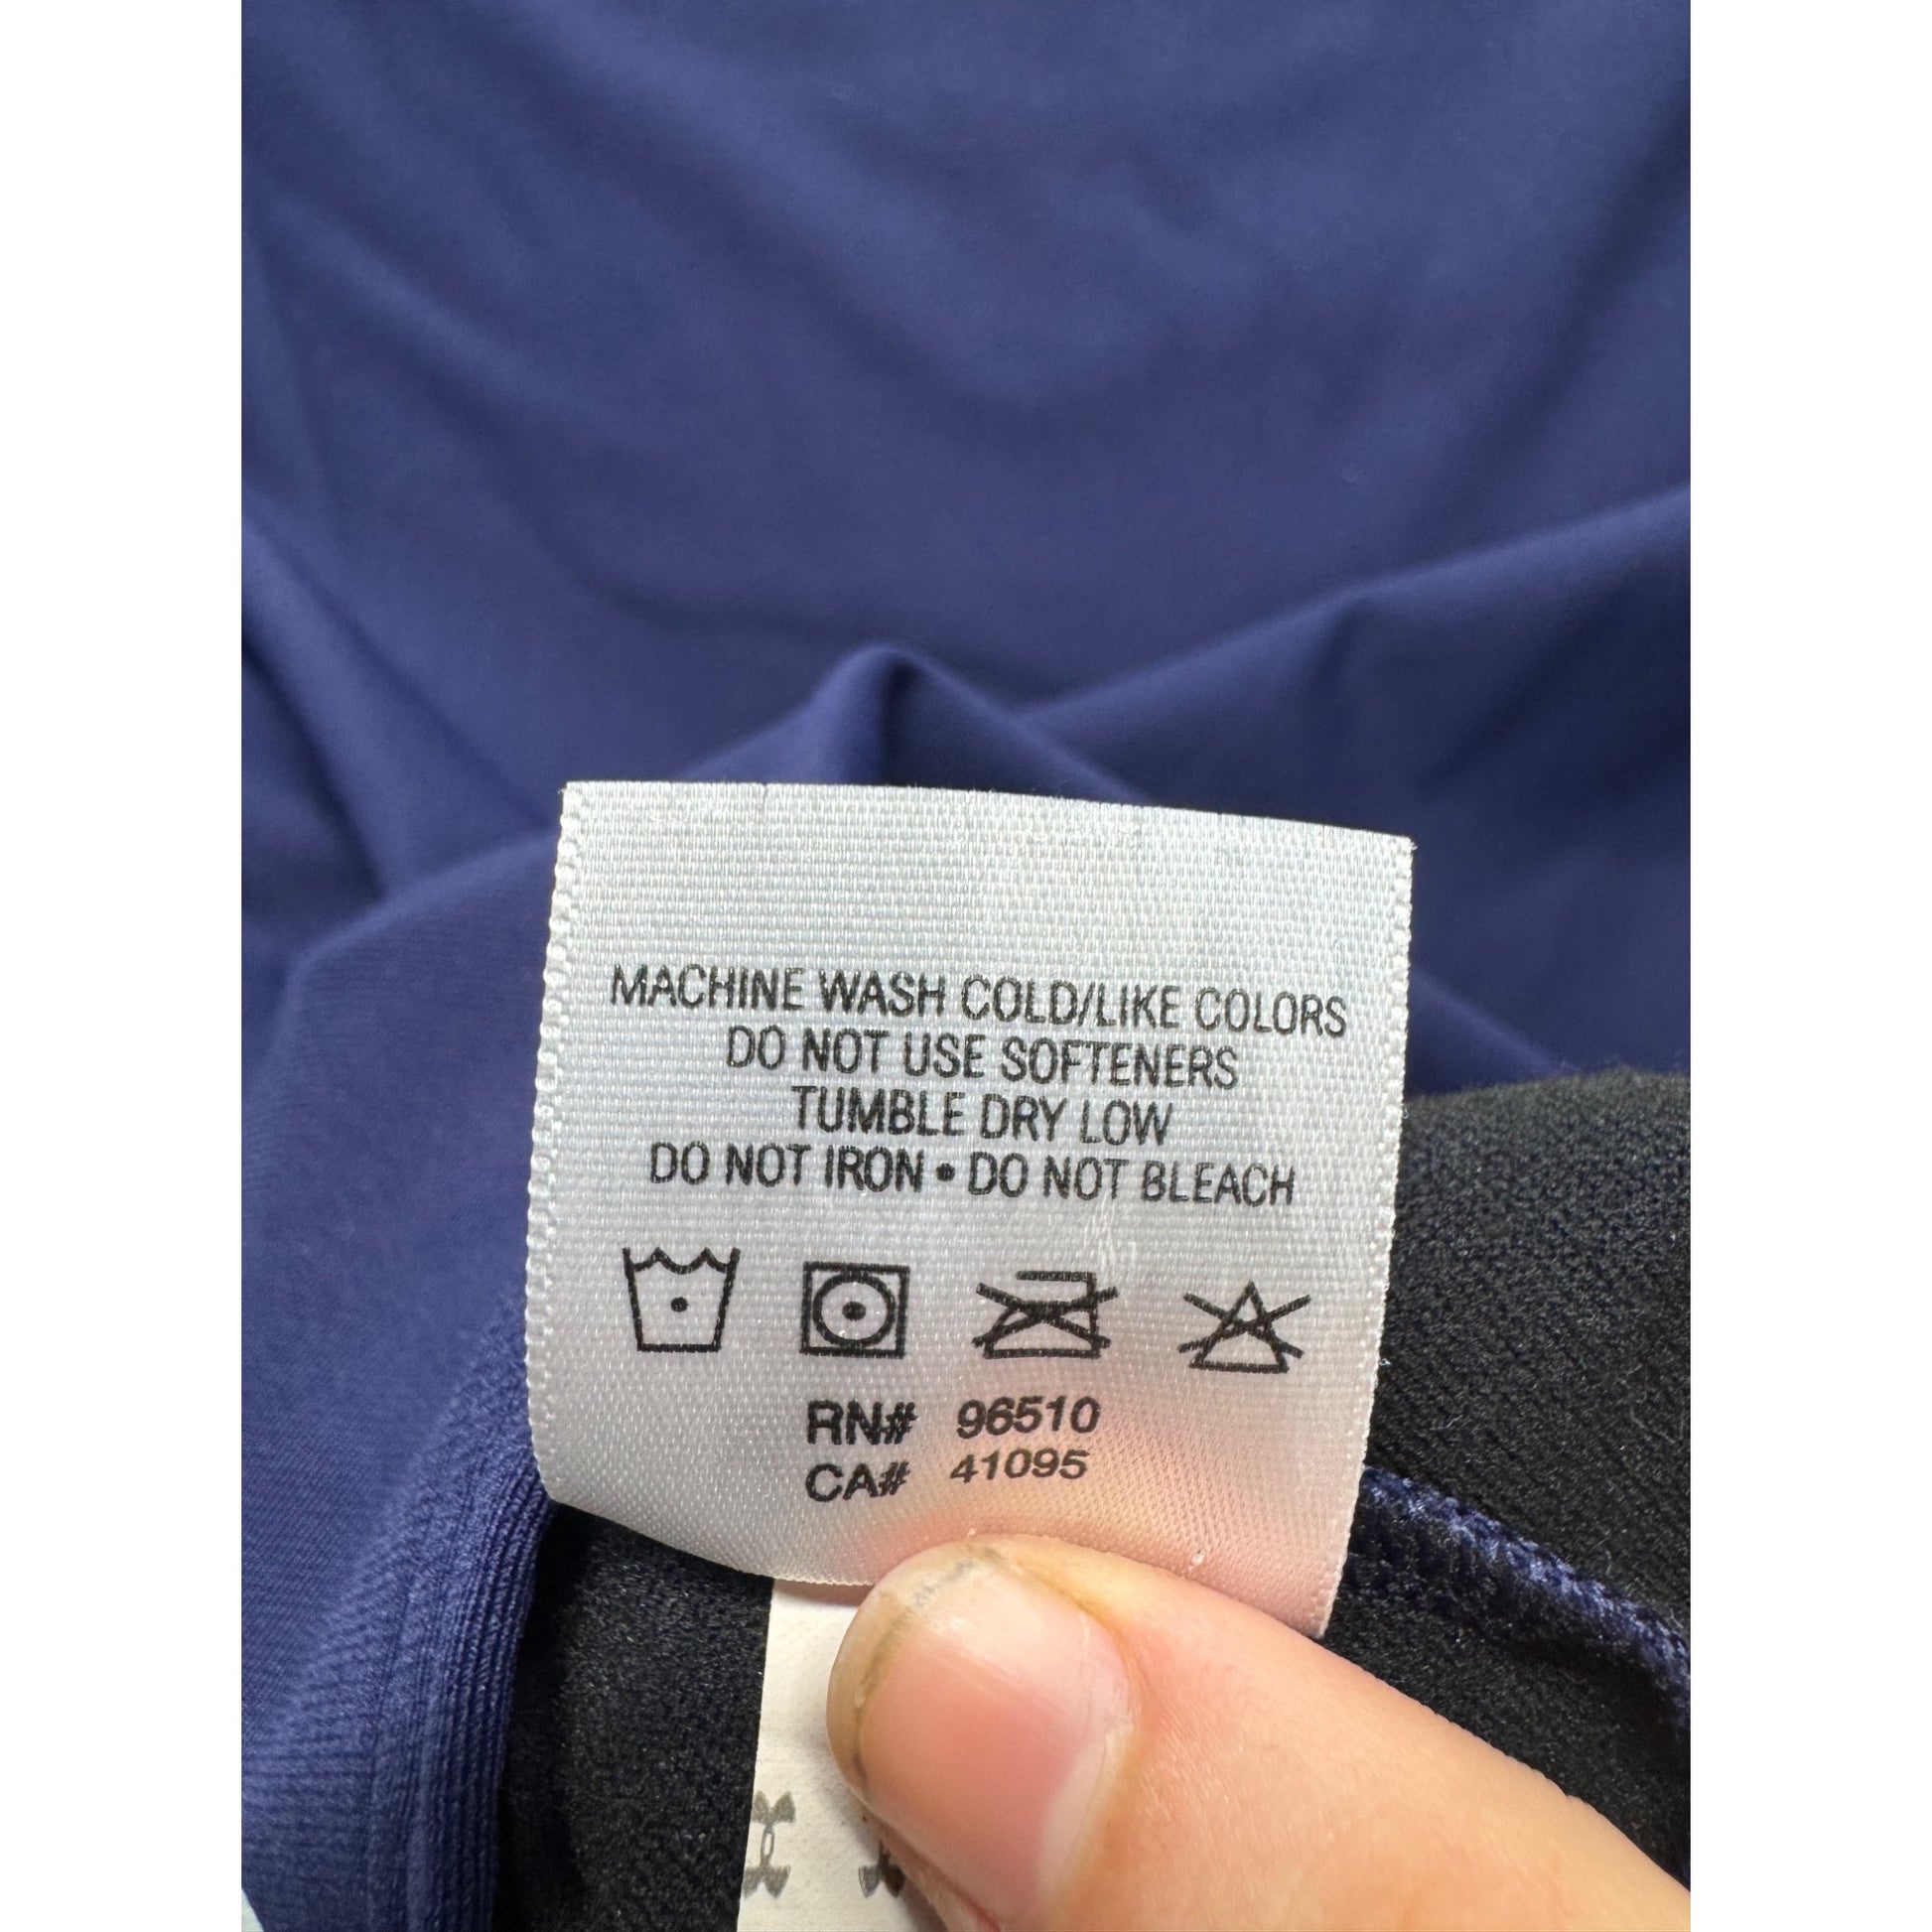 MACHINE WASH COLD/LIKE COLORS
DO NOT USE SOFTENERS
TUMBLE DRY LOW
DO NOT IRON • DO NOT BLEACH
RN# 96510
CA# 41095